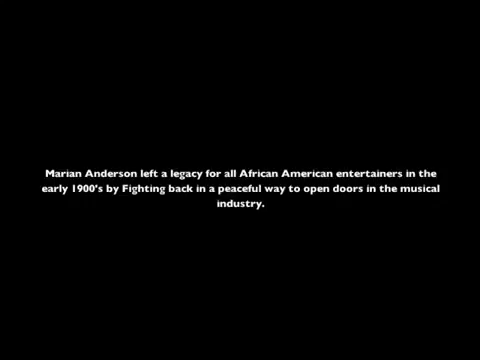 Marian Anderson left a legacy for all African American entertainers in the
early 1900's by Fighting back in a peaceful way to open doors in the musical
industry.